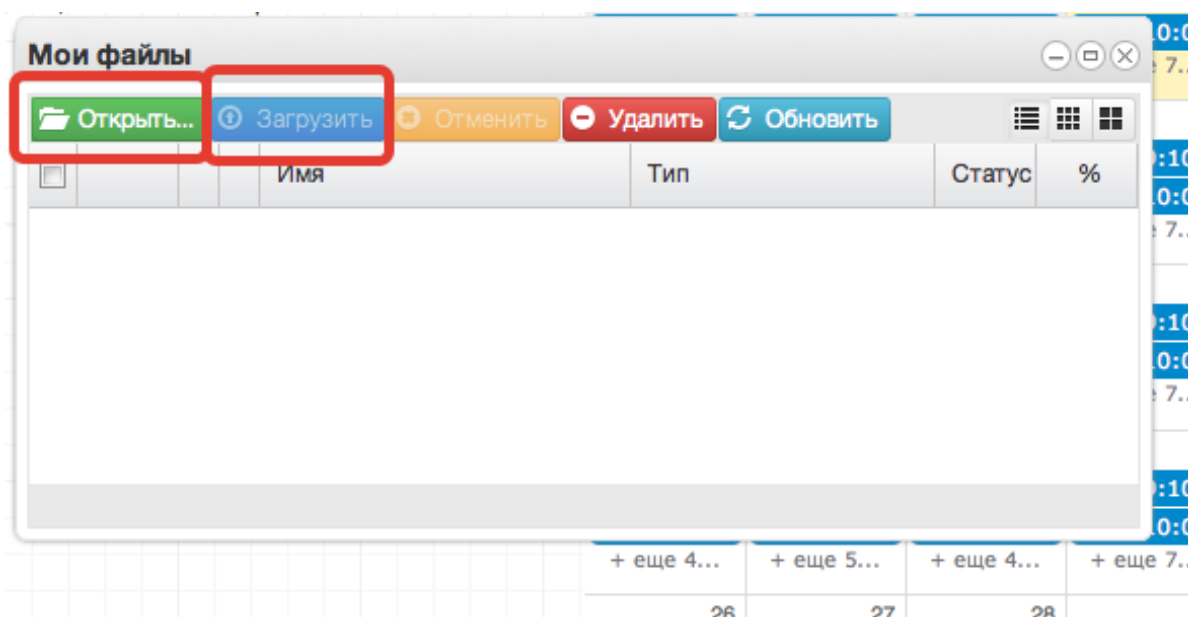 Мои файлы
Открыть... Загрузить Отменить Удалить Обновить
Имя Тип Статус %
+ еще 4... + еще 5... + еще 4... + еще 7..
26 27 28